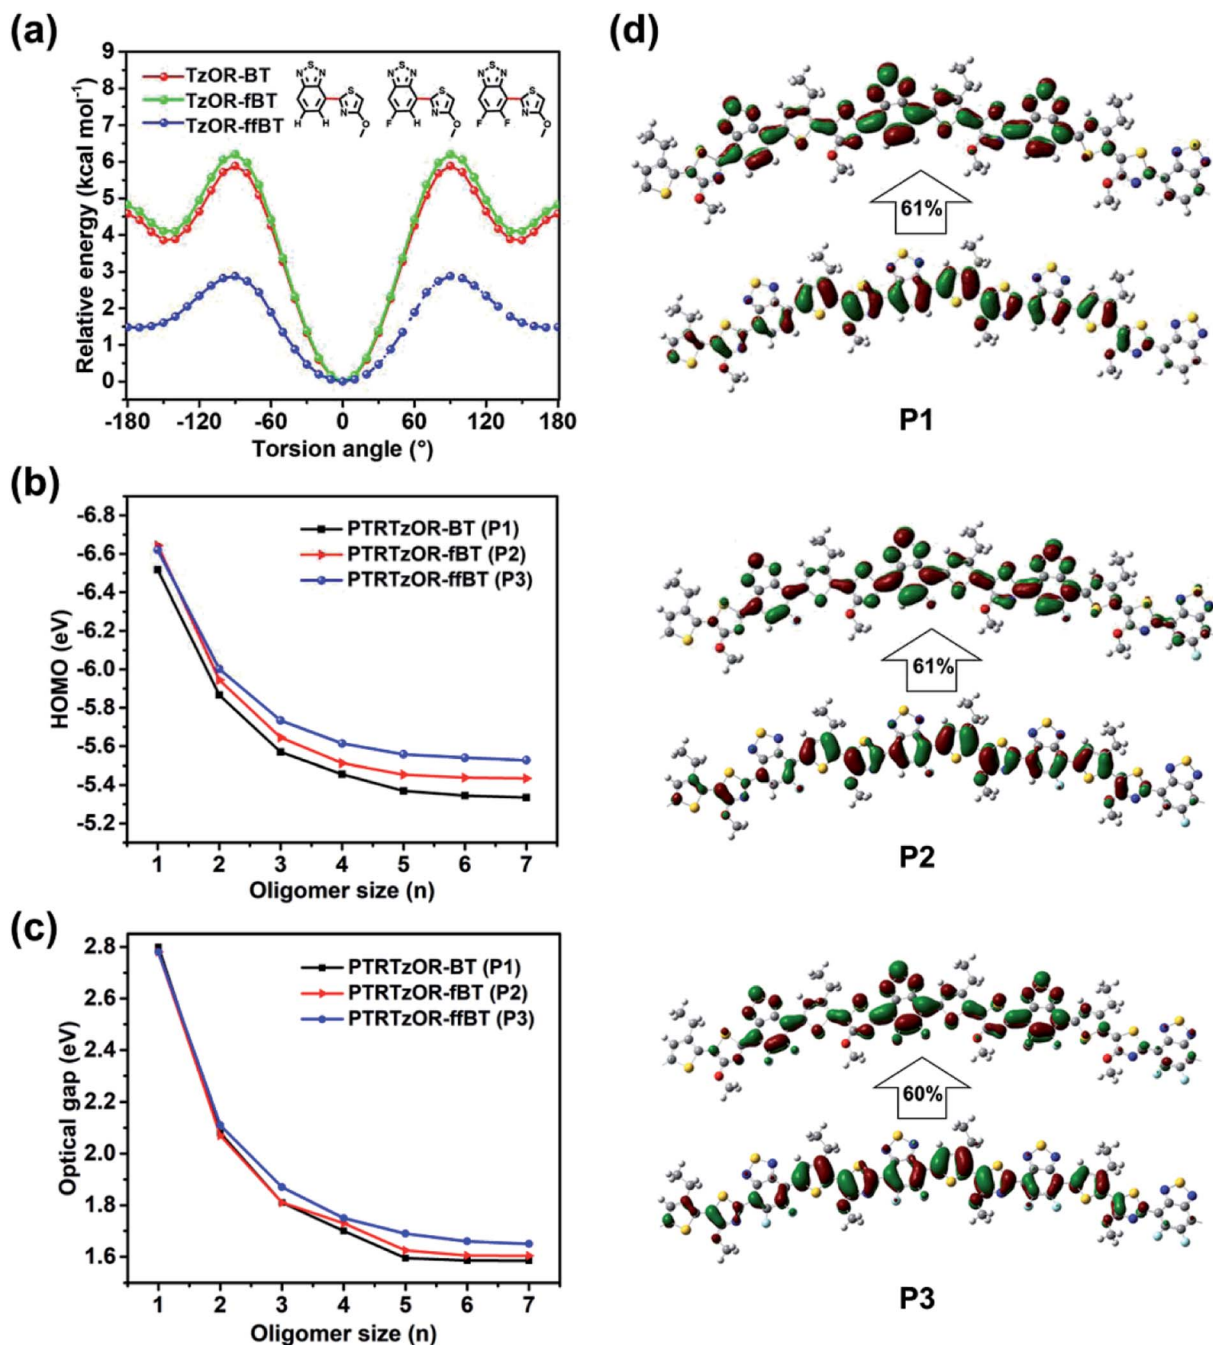 (a)
Relative energy (kcal mol⁻¹)
9
8
7
6
5
4
3
2
1
0
TzOR-BT
TzOR-fBT
TzOR-ffBT
S
N N
S
N
H H
O
S
N N
S
N
F H
O
S
N N
S
N
F F
O
-180 -120 -60 0 60 120 180
Torsion angle (°)
(b)
HOMO (eV)
-6.8
-6.6
-6.4
-6.2
-6.0
-5.8
-5.6
-5.4
-5.2
PTRTzOR-BT (P1)
PTRTzOR-fBT (P2)
PTRTzOR-ffBT (P3)
1 2 3 4 5 6 7
Oligomer size (n)
(c)
Optical gap (eV)
2.8
2.6
2.4
2.2
2.0
1.8
1.6
PTRTzOR-BT (P1)
PTRTzOR-fBT (P2)
PTRTzOR-ffBT (P3)
1 2 3 4 5 6 7
Oligomer size (n)
(d)
61%
P1
61%
P2
60%
P3